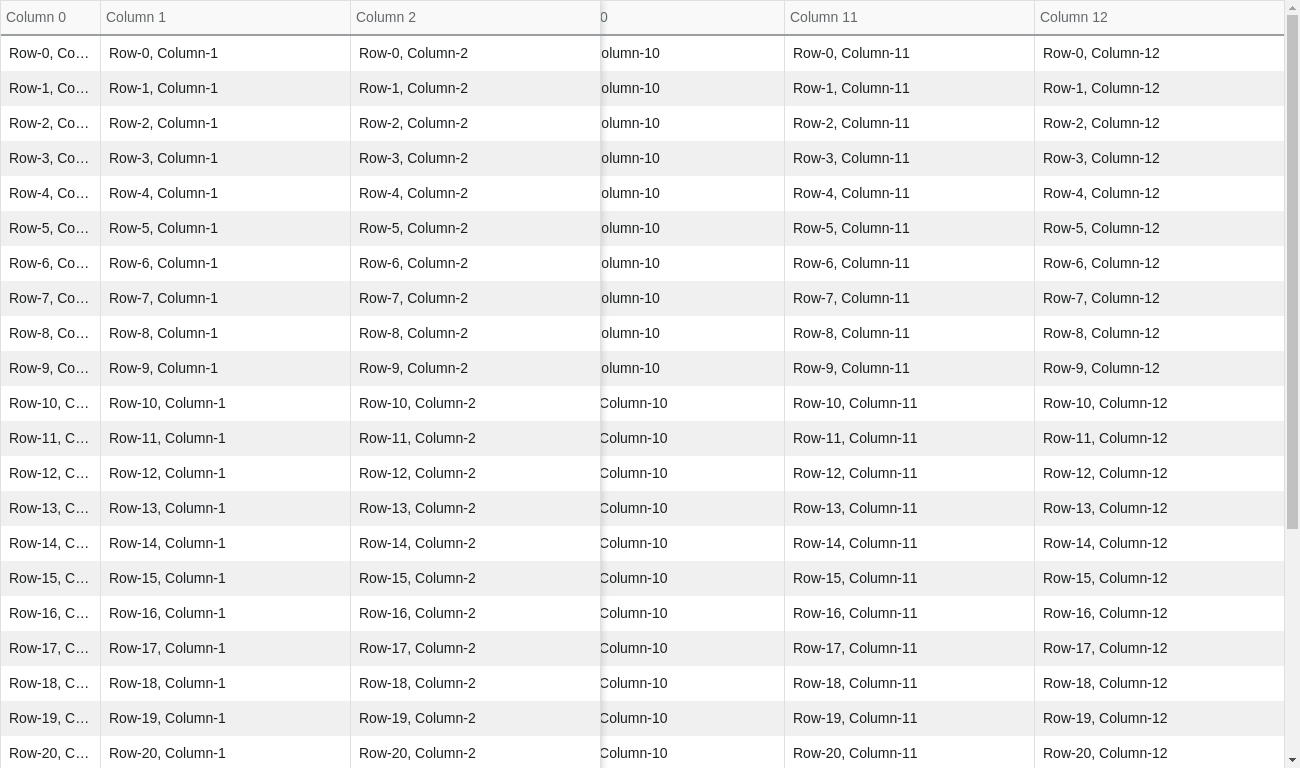 Column 0 Column 1 Column 2 0 Column 11 Column 12
Row-0, Co… Row-0, Column-1 Row-0, Column-2 olumn-10 Row-0, Column-11 Row-0, Column-12
Row-1, Co… Row-1, Column-1 Row-1, Column-2 olumn-10 Row-1, Column-11 Row-1, Column-12
Row-2, Co… Row-2, Column-1 Row-2, Column-2 olumn-10 Row-2, Column-11 Row-2, Column-12
Row-3, Co… Row-3, Column-1 Row-3, Column-2 olumn-10 Row-3, Column-11 Row-3, Column-12
Row-4, Co… Row-4, Column-1 Row-4, Column-2 olumn-10 Row-4, Column-11 Row-4, Column-12
Row-5, Co… Row-5, Column-1 Row-5, Column-2 olumn-10 Row-5, Column-11 Row-5, Column-12
Row-6, Co… Row-6, Column-1 Row-6, Column-2 olumn-10 Row-6, Column-11 Row-6, Column-12
Row-7, Co… Row-7, Column-1 Row-7, Column-2 olumn-10 Row-7, Column-11 Row-7, Column-12
Row-8, Co… Row-8, Column-1 Row-8, Column-2 olumn-10 Row-8, Column-11 Row-8, Column-12
Row-9, Co… Row-9, Column-1 Row-9, Column-2 olumn-10 Row-9, Column-11 Row-9, Column-12
Row-10, C… Row-10, Column-1 Row-10, Column-2 Column-10 Row-10, Column-11 Row-10, Column-12
Row-11, C… Row-11, Column-1 Row-11, Column-2 Column-10 Row-11, Column-11 Row-11, Column-12
Row-12, C… Row-12, Column-1 Row-12, Column-2 Column-10 Row-12, Column-11 Row-12, Column-12
Row-13, C… Row-13, Column-1 Row-13, Column-2 Column-10 Row-13, Column-11 Row-13, Column-12
Row-14, C… Row-14, Column-1 Row-14, Column-2 Column-10 Row-14, Column-11 Row-14, Column-12
Row-15, C… Row-15, Column-1 Row-15, Column-2 Column-10 Row-15, Column-11 Row-15, Column-12
Row-16, C… Row-16, Column-1 Row-16, Column-2 Column-10 Row-16, Column-11 Row-16, Column-12
Row-17, C… Row-17, Column-1 Row-17, Column-2 Column-10 Row-17, Column-11 Row-17, Column-12
Row-18, C… Row-18, Column-1 Row-18, Column-2 Column-10 Row-18, Column-11 Row-18, Column-12
Row-19, C… Row-19, Column-1 Row-19, Column-2 Column-10 Row-19, Column-11 Row-19, Column-12
Row-20, C… Row-20, Column-1 Row-20, Column-2 Column-10 Row-20, Column-11 Row-20, Column-12